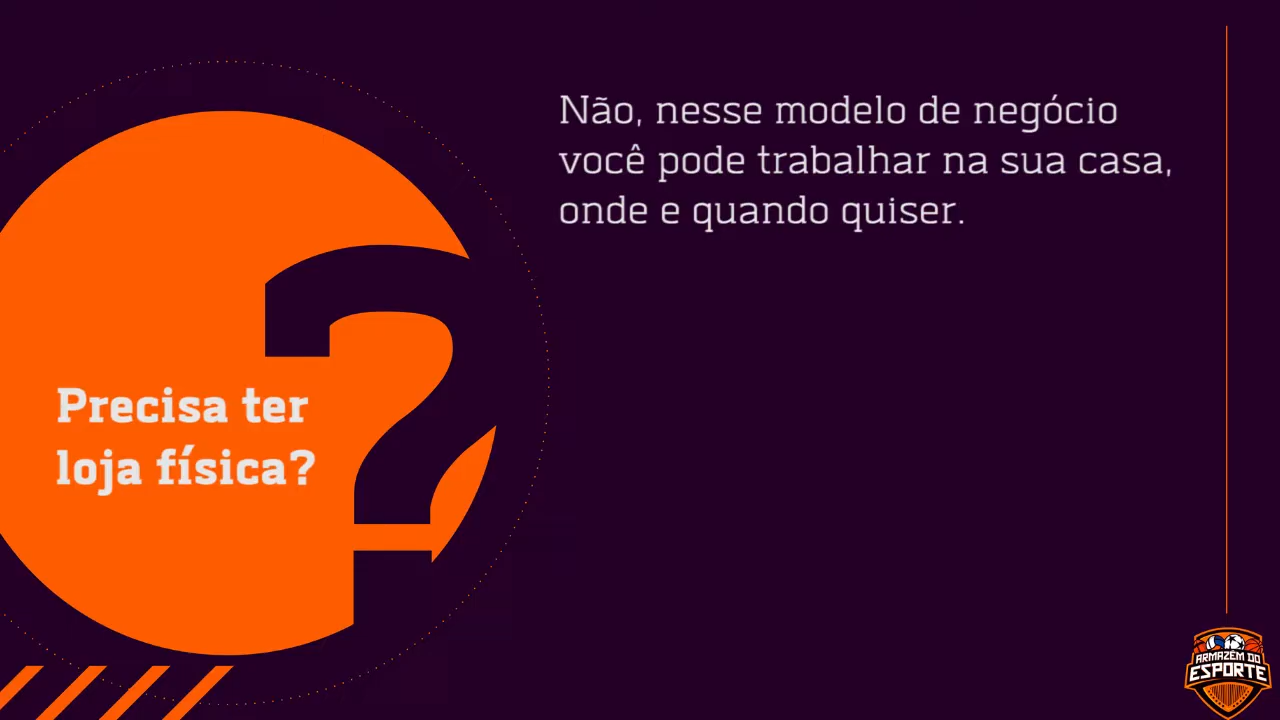 Não, nesse modelo de negócio
você pode trabalhar na sua casa,
onde e quando quiser.
Precisa ter
loja física?
ARMAZÉM DO
ESPORTE